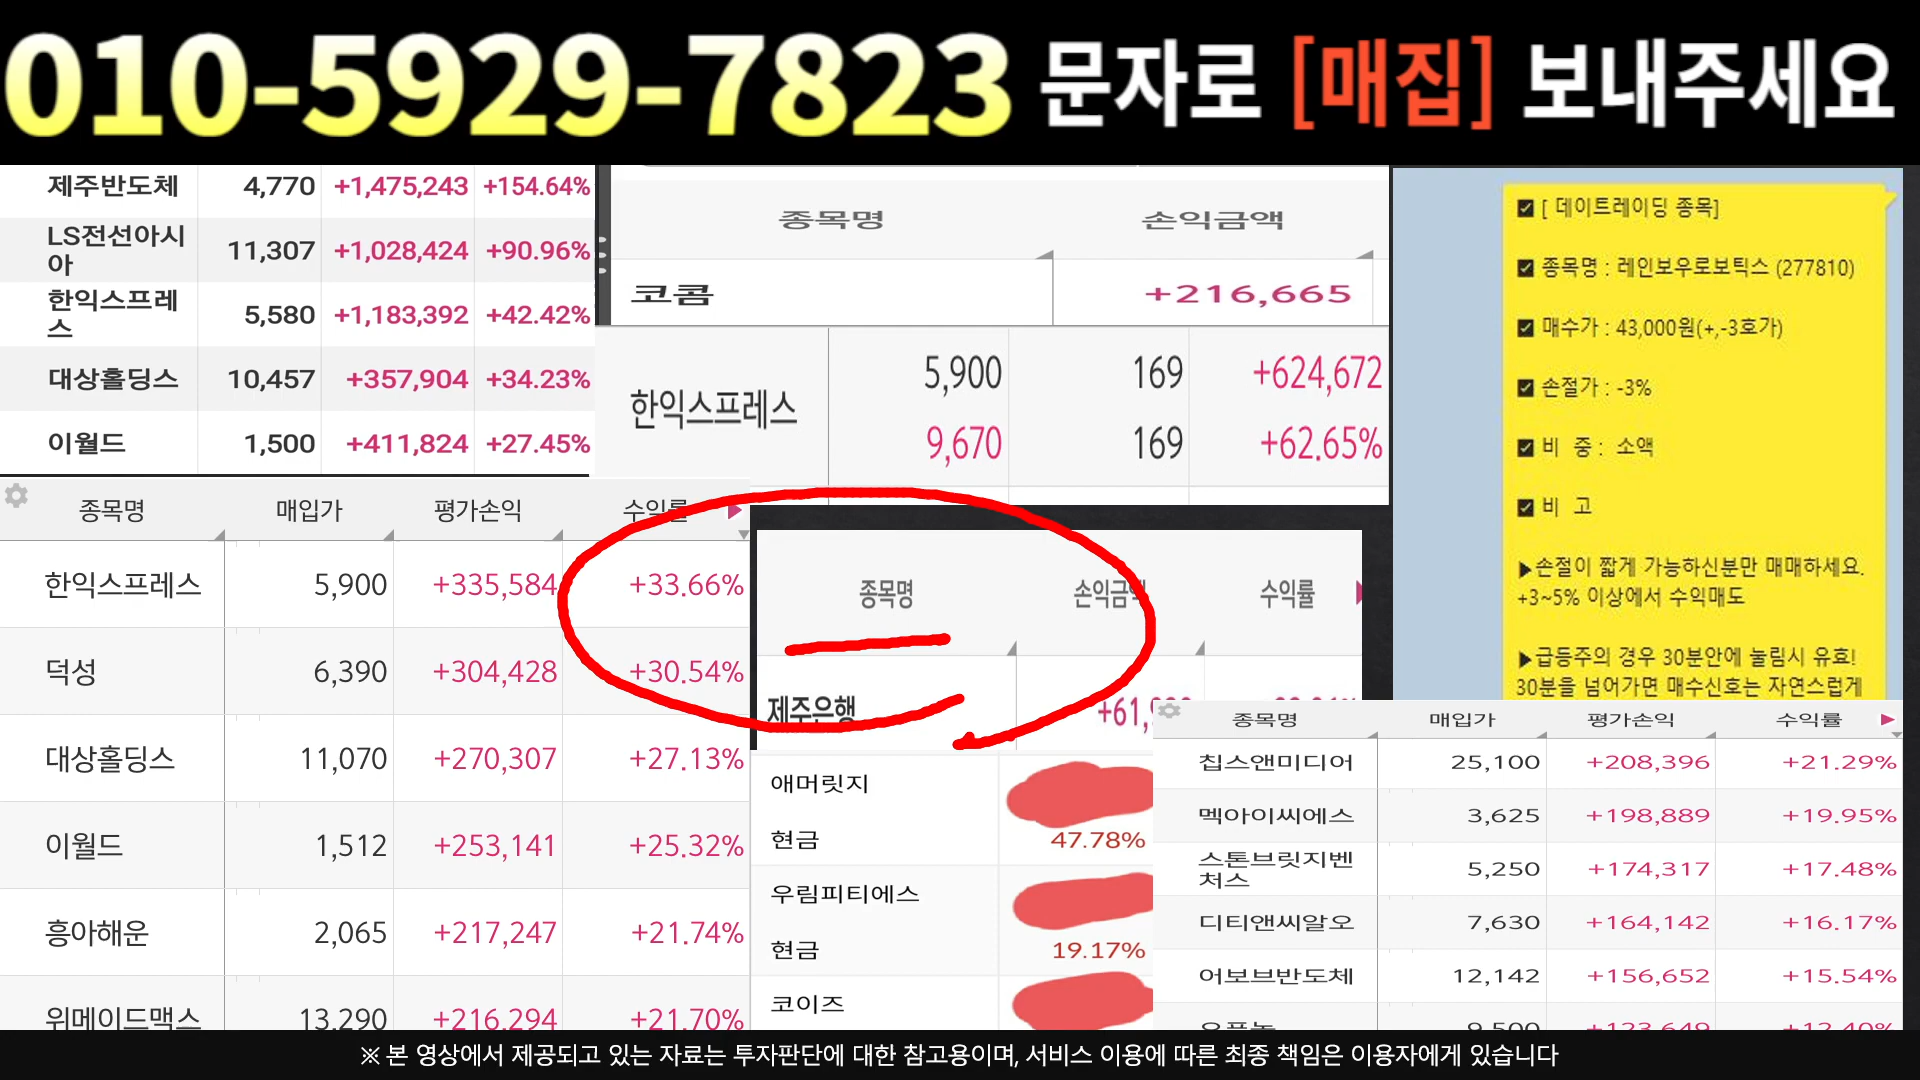 010-5929-7823 문자로 [매집] 보내주세요
제주반도체 4,770 +1,475,243 +154.64%
LS전선아시
아 11,307 +1,028,424 +90.96%
한익스프레
스 5,580 +1,183,392 +42.42%
대상홀딩스 10,457 +357,904 +34.23%
이월드 1,500 +411,824 +27.45%
종목명 손익금액
코콤 +216,665
한익스프레스 5,900 169 +624,672
9,670 169 +62.65%
☑ [ 데이트레이딩 종목]
☑ 종목명 : 레인보우로보틱스 (277810)
☑ 매수가 : 43,000원(+,-3호가)
☑ 손절가 : -3%
☑ 비 중 : 소액
☑ 비 고
▶손절이 짧게 가능하신분만 매매하세요.
+3~5% 이상에서 수익매도
▶급등주의 경우 30분안에 눌림시 유효!
30분을 넘어가면 매수신호는 자연스럽게
종목명 매입가 평가손익 수익률
한익스프레스 5,900 +335,584 +33.66%
덕성 6,390 +304,428 +30.54%
대상홀딩스 11,070 +270,307 +27.13%
이월드 1,512 +253,141 +25.32%
흥아해운 2,065 +217,247 +21.74%
위메이드맥스 13,290 +216,294 +21.70%
종목명 손익금액 수익률
제주은행 +61,
애머릿지
현금 47.78%
우림피티에스
현금 19.17%
코이즈
종목명 매입가 평가손익 수익률
칩스앤미디어 25,100 +208,396 +21.29%
멕아이씨에스 3,625 +198,889 +19.95%
스톤브릿지벤
처스 5,250 +174,317 +17.48%
디티앤씨알오 7,630 +164,142 +16.17%
어보브반도체 12,142 +156,652 +15.54%
9,500 +123,649 +12.40%
※ 본 영상에서 제공되고 있는 자료는 투자판단에 대한 참고용이며, 서비스 이용에 따른 최종 책임은 이용자에게 있습니다